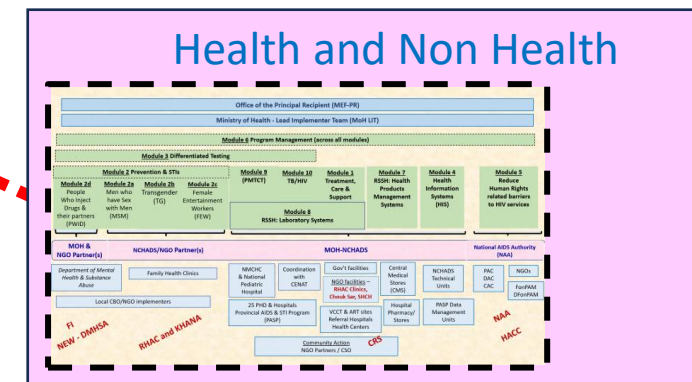 Health and Non Health
Office of the Principal Recipient (MEF-PR)
Ministry of Health - Lead Implementer Team (MoH LIT)
Module 6 Program Management (across all modules)
Module 3 Differentiated Testing
Module 2 Prevention & STIs
Module 2d
People
Who Inject
Drugs &
their partners
(PWID)
Module 2a
Men who
have Sex
with Men
(MSM)
Module 2b
Transgender
(TG)
Module 2c
Female
Entertainment
Workers
(FEW)
Module 9
(PMTCT)
Module 10
TB/HIV
Module 1
Treatment,
Care &
Support
Module 7
RSSH: Health
Products
Management
Systems
Module 4
Health
Information
Systems
(HIS)
Module 5
Reduce
Human Rights
related barriers
to HIV services
Module 8
RSSH: Laboratory Systems
MOH &
NGO Partner(s)
NCHADS/NGO Partner(s)
MOH-NCHADS
National AIDS Authority
(NAA)
Department of Mental
Health & Substance
Abuse
Family Health Clinics
Local CBO/NGO implementers
NMCHC
& National
Pediatric
Hospital
Coordination
with
CENAT
Gov't facilities
NGO facilities –
RHAC Clinics,
Chouk Sar, SHCH
Central
Medical
Stores
(CMS)
NCHADS
Technical
Units
PAC
DAC
CAC
NGOs
FonPAM
DFonPAM
25 PHD & Hospitals
Provincial AIDS & STI Program
(PASP)
VCCT & ART sites
Referral Hospitals
Health Centers
Hospital
Pharmacy/
Stores
PASP Data
Management
Units
Community Action
NGO Partners / CSO
FI
NEW - DMHSA
RHAC and KHANA
CRS
NAA
HACC